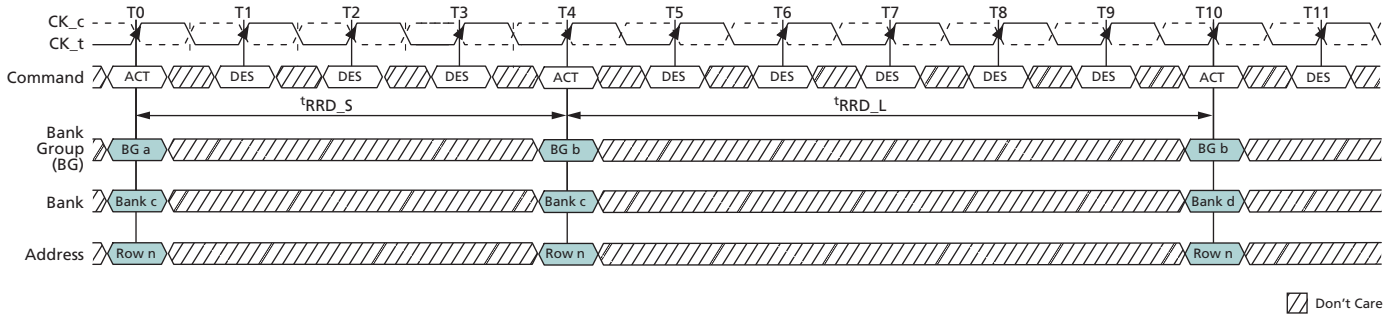 T0 T1 T2 T3 T4 T5 T6 T7 T8 T9 T10 T11
CK_c
CK_t
Command ACT DES DES DES ACT DES DES DES DES DES ACT DES
tRRD_S tRRD_L
Bank
Group
(BG)
BG a BG b BG b
Bank Bank c Bank c Bank d
Address Row n Row n Row n
Don't Care